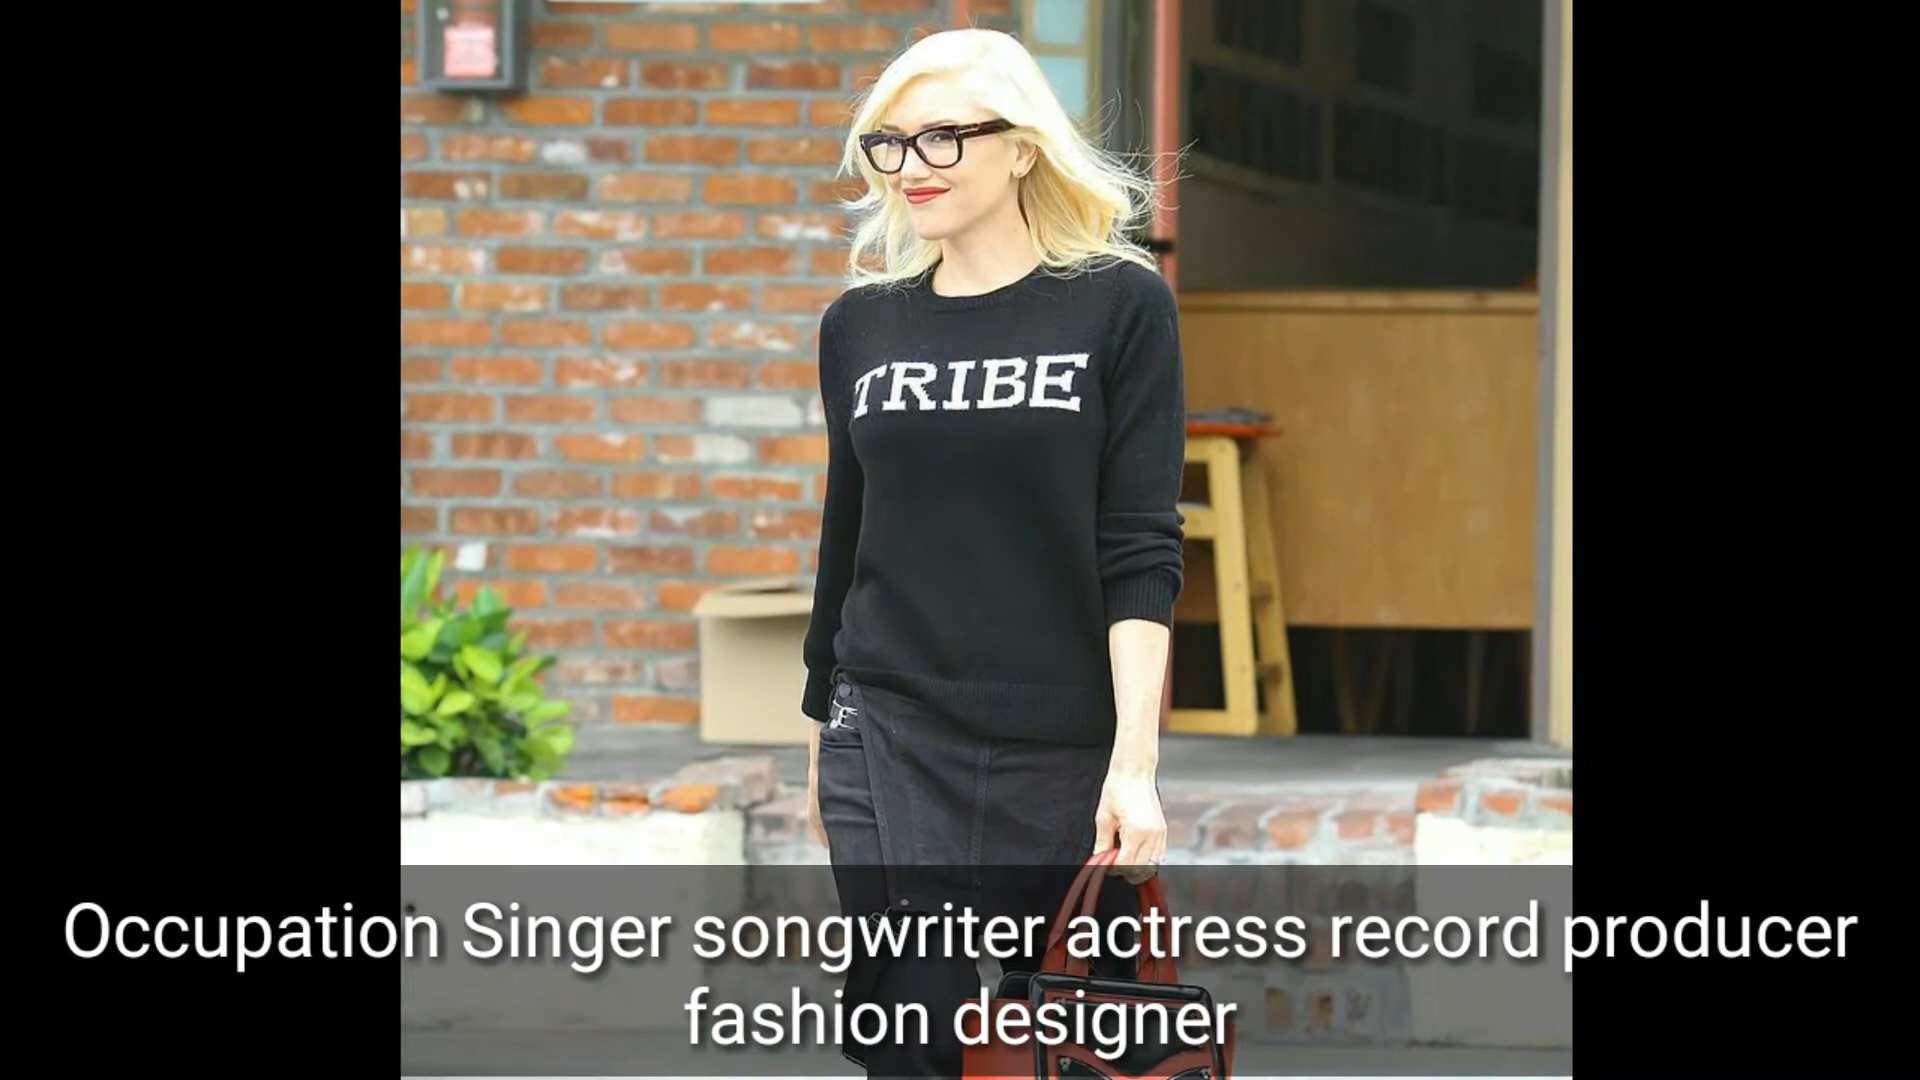 TRIBE
Occupation Singer songwriter actress record producer
fashion designer